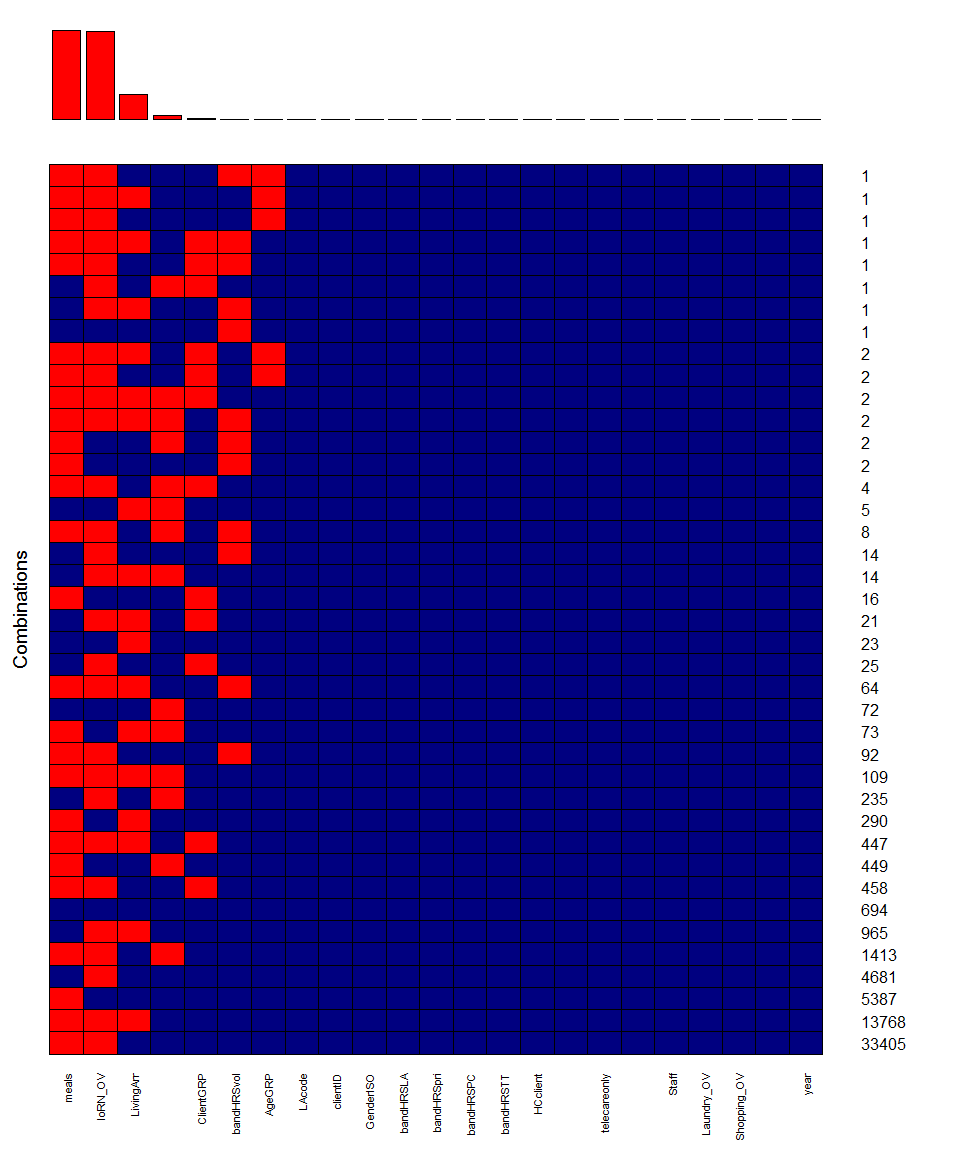 1
1
1
1
1
1
1
1
2
2
2
2
2
2
4
5
8
14
14
16
21
23
25
64
72
73
92
109
235
290
447
449
458
694
965
1413
4681
5387
13768
33405
Combinations
meals
IoRN_OV
LivingArr
ClientGRP
bandHRSvol
AgeGRP
LAcode
clientID
GenderISO
bandHRSLA
bandHRSpri
bandHRSPC
bandHRSTT
HCclient
telecareonly
Staff
Laundry_OV
Shopping_OV
year